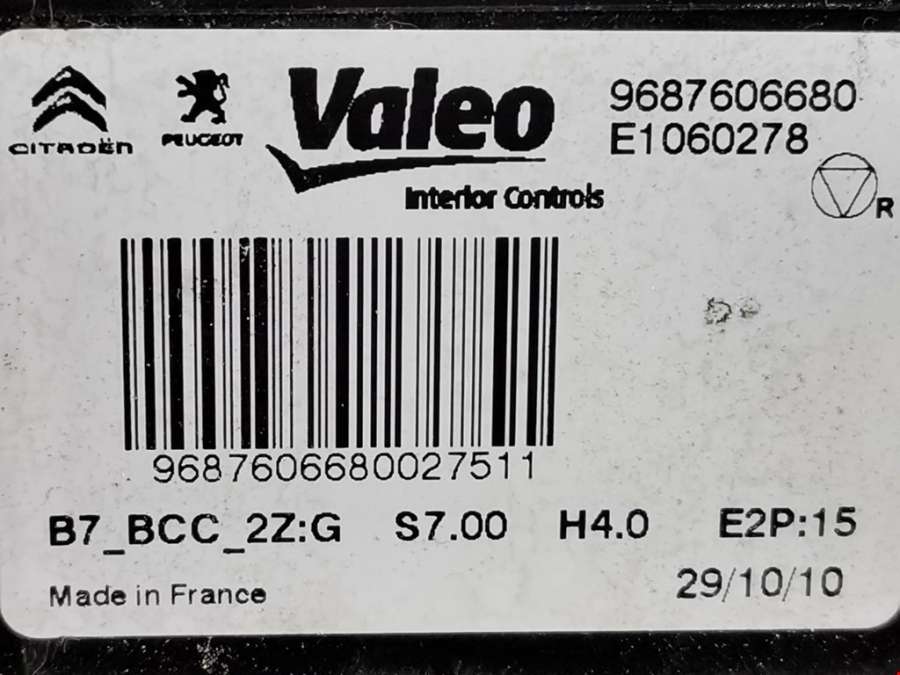 CITROËN
PEUGEOT
Valeo
Interior Controls
9687606680
E1060278
R
9687606680027511
B7_BCC_2Z:G S7.00 H4.0 E2P:15
Made in France
29/10/10